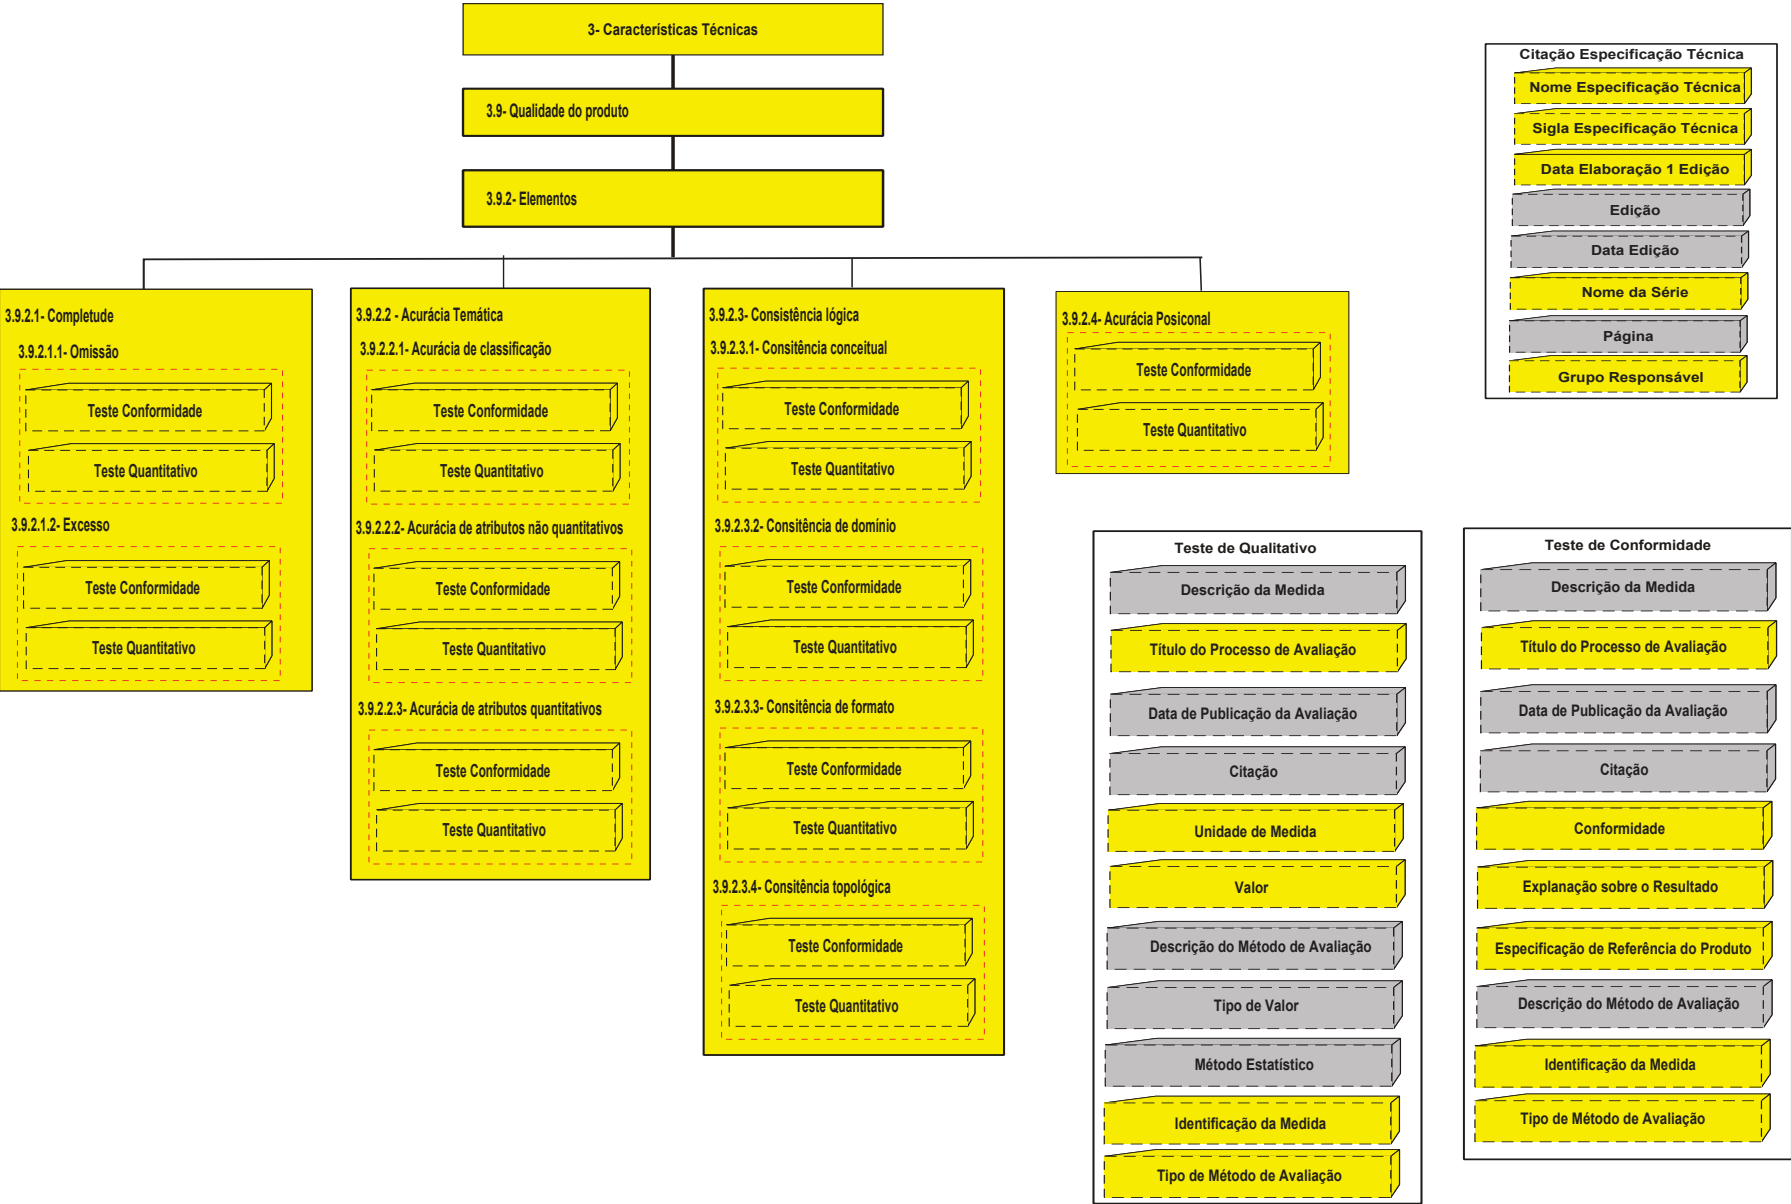 3- Características Técnicas
3.9- Qualidade do produto
3.9.2- Elementos
3.9.2.1- Completude
3.9.2.1.1- Omissão
Teste Conformidade
Teste Quantitativo
3.9.2.1.2- Excesso
Teste Conformidade
Teste Quantitativo
3.9.2.2 - Acurácia Temática
3.9.2.2.1- Acurácia de classificação
Teste Conformidade
Teste Quantitativo
3.9.2.2.2- Acurácia de atributos não quantitativos
Teste Conformidade
Teste Quantitativo
3.9.2.2.3- Acurácia de atributos quantitativos
Teste Conformidade
Teste Quantitativo
3.9.2.3- Consistência lógica
3.9.2.3.1- Consitência conceitual
Teste Conformidade
Teste Quantitativo
3.9.2.3.2- Consitência de domínio
Teste Conformidade
Teste Quantitativo
3.9.2.3.3- Consitência de formato
Teste Conformidade
Teste Quantitativo
3.9.2.3.4- Consitência topológica
Teste Conformidade
Teste Quantitativo
3.9.2.4- Acurácia Posiconal
Teste Conformidade
Teste Quantitativo
Citação Especificação Técnica
Nome Especificação Técnica
Sigla Especificação Técnica
Data Elaboração 1 Edição
Edição
Data Edição
Nome da Série
Página
Grupo Responsável
Teste de Qualitativo
Descrição da Medida
Título do Processo de Avaliação
Data de Publicação da Avaliação
Citação
Unidade de Medida
Valor
Descrição do Método de Avaliação
Tipo de Valor
Método Estatístico
Identificação da Medida
Tipo de Método de Avaliação
Teste de Conformidade
Descrição da Medida
Título do Processo de Avaliação
Data de Publicação da Avaliação
Citação
Conformidade
Explanação sobre o Resultado
Especificação de Referência do Produto
Descrição do Método de Avaliação
Identificação da Medida
Tipo de Método de Avaliação